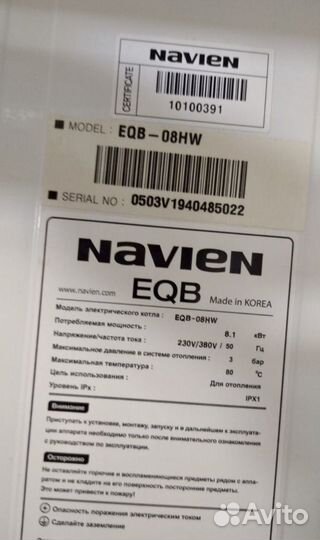 NAVIEN
CERTIFICATE
10100391
MODEL: EQB-08HW
SERIAL NO: 0503V1940485022
NAVIEN
www.navien.com EQB Made in KOREA
Модель электрического котла : EQB-08HW
Потребляемая мощность : 8.1 кВт
Напряжение/частота тока : 230V/380V / 50 Гц
Максимальное давление в системе отопления : 3 бар
Максимальная температура : 80 °C
Цель использования : Для отопления
Уровень IPx : IPX1
Внимание
Приступать к установке, монтажу, запуску и в дальнейшем к эксплуата-
ции аппарата необходимо только после внимательного ознакомления
с руководством по эксплуатации.
Осторожно
Не оставляйте горючие и воспламеняющиеся предметы рядом с аппа-
ратом и не кладите на его поверхность посторонние предметы.
Это может привести к пожару!
Опасность поражения электрическим током
Сделайте заземление
Avito